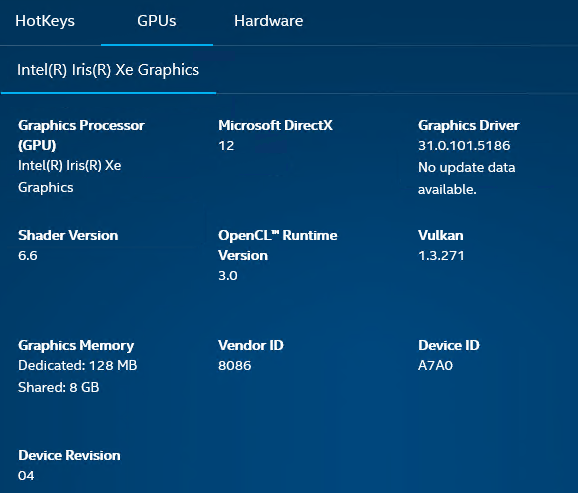 HotKeys GPUs Hardware
Intel(R) Iris(R) Xe Graphics
Graphics Processor
(GPU)
Intel(R) Iris(R) Xe
Graphics
Microsoft DirectX
12
Graphics Driver
31.0.101.5186
No update data
available.
Shader Version
6.6
OpenCL™ Runtime
Version
3.0
Vulkan
1.3.271
Graphics Memory
Dedicated: 128 MB
Shared: 8 GB
Vendor ID
8086
Device ID
A7A0
Device Revision
04